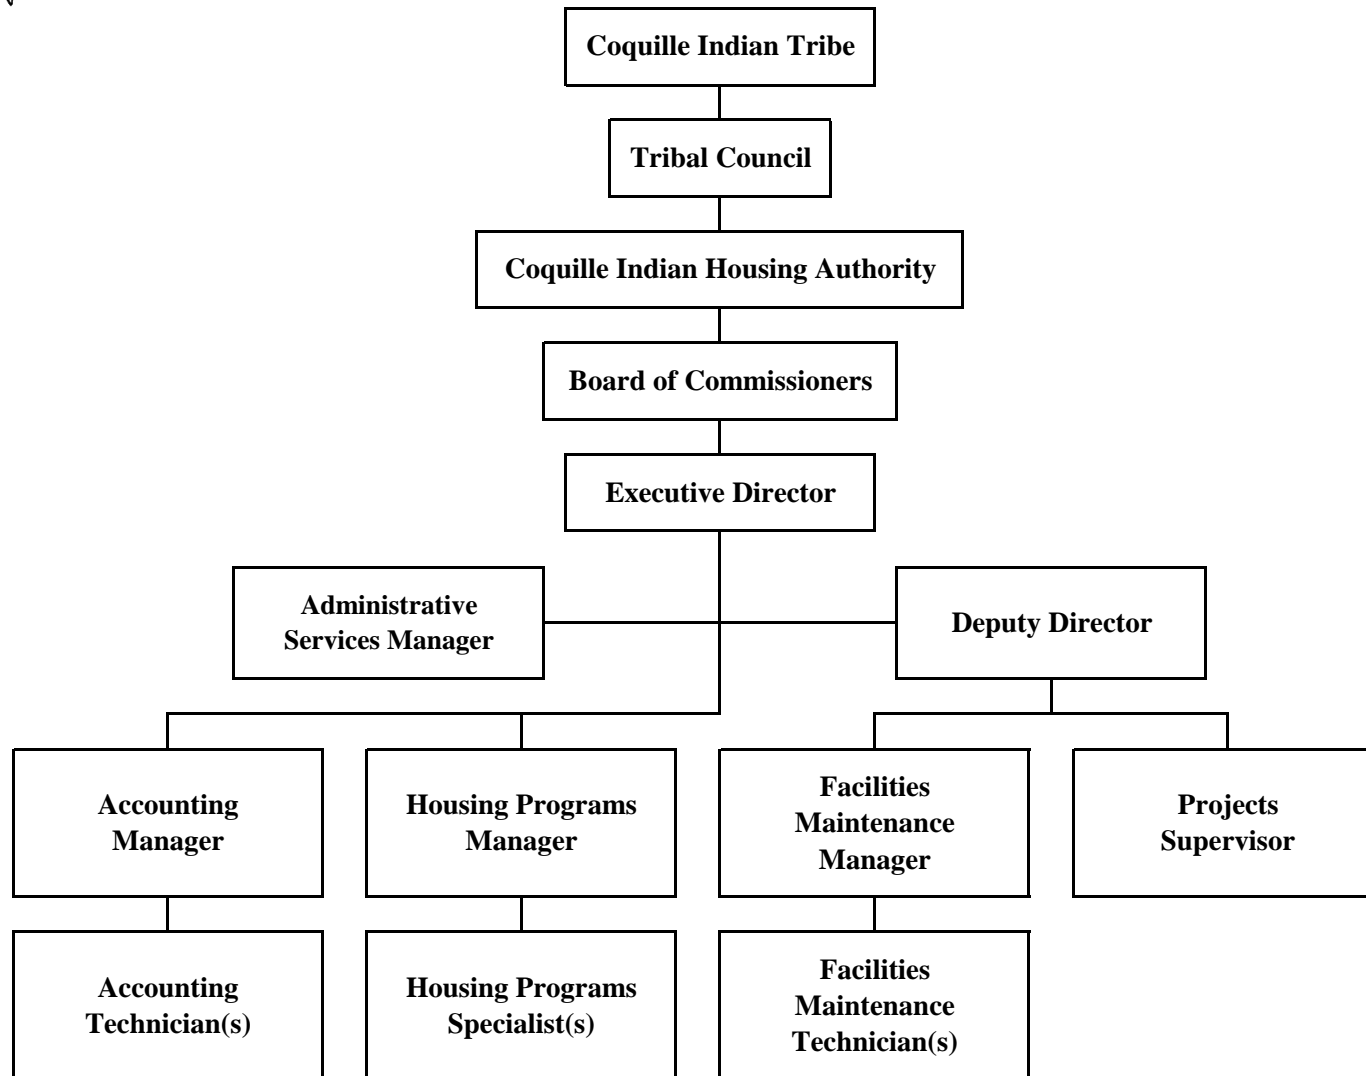 Coquille Indian Tribe
Tribal Council
Coquille Indian Housing Authority
Board of Commissioners
Executive Director
Administrative
Services Manager
Deputy Director
Accounting
Manager
Housing Programs
Manager
Facilities
Maintenance
Manager
Projects
Supervisor
Accounting
Technician(s)
Housing Programs
Specialist(s)
Facilities
Maintenance
Technician(s)